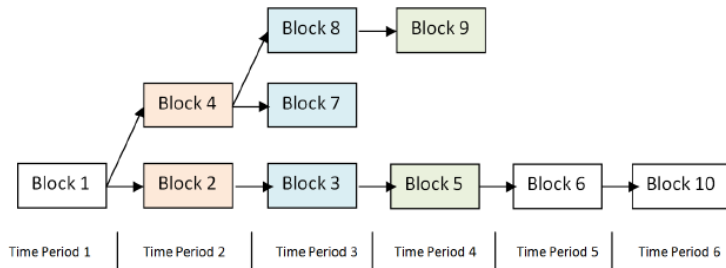 Block 8 Block 9
Block 4 Block 7
Block 1 Block 2 Block 3 Block 5 Block 6 Block 10
Time Period 1 Time Period 2 Time Period 3 Time Period 4 Time Period 5 Time Period 6